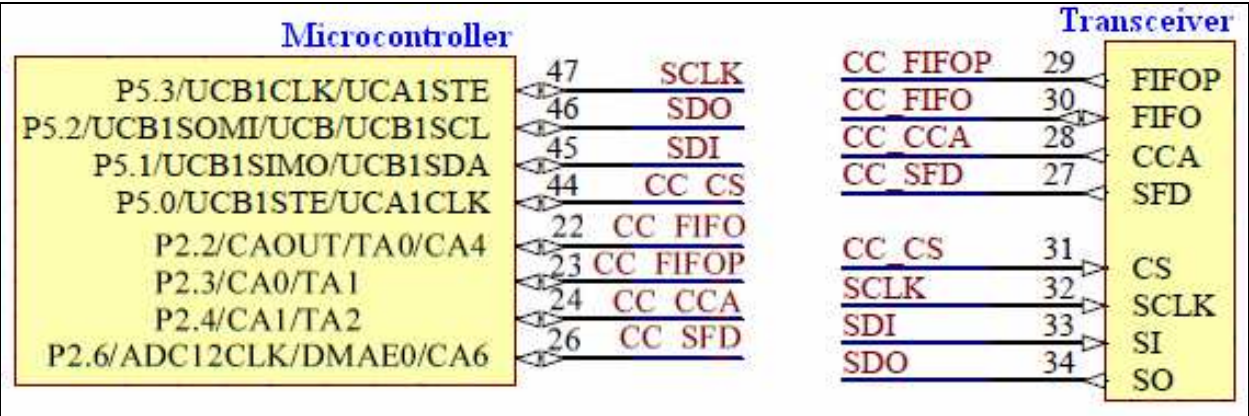 Microcontroller
P5.3/UCB1CLK/UCA1STE 47 SCLK
P5.2/UCB1SOMI/UCB/UCB1SCL 46 SDO
P5.1/UCB1SIMO/UCB1SDA 45 SDI
P5.0/UCB1STE/UCA1CLK 44 CC_CS
P2.2/CAOUT/TA0/CA4 22 CC_FIFO
P2.3/CA0/TA1 23 CC_FIFOP
P2.4/CA1/TA2 24 CC_CCA
P2.6/ADC12CLK/DMAE0/CA6 26 CC_SFD
Transceiver
CC_FIFOP 29 FIFOP
CC_FIFO 30 FIFO
CC_CCA 28 CCA
CC_SFD 27 SFD
CC_CS 31 CS
SCLK 32 SCLK
SDI 33 SI
SDO 34 SO